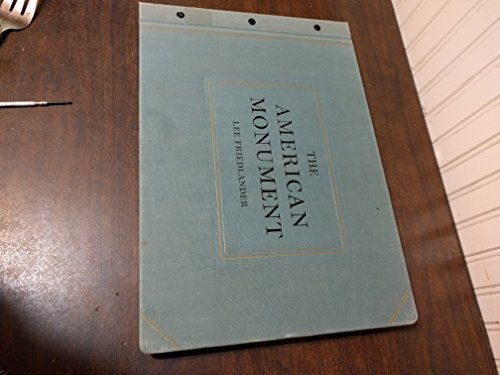 THE
AMERICAN
MONUMENT
LEE FRIEDLANDER